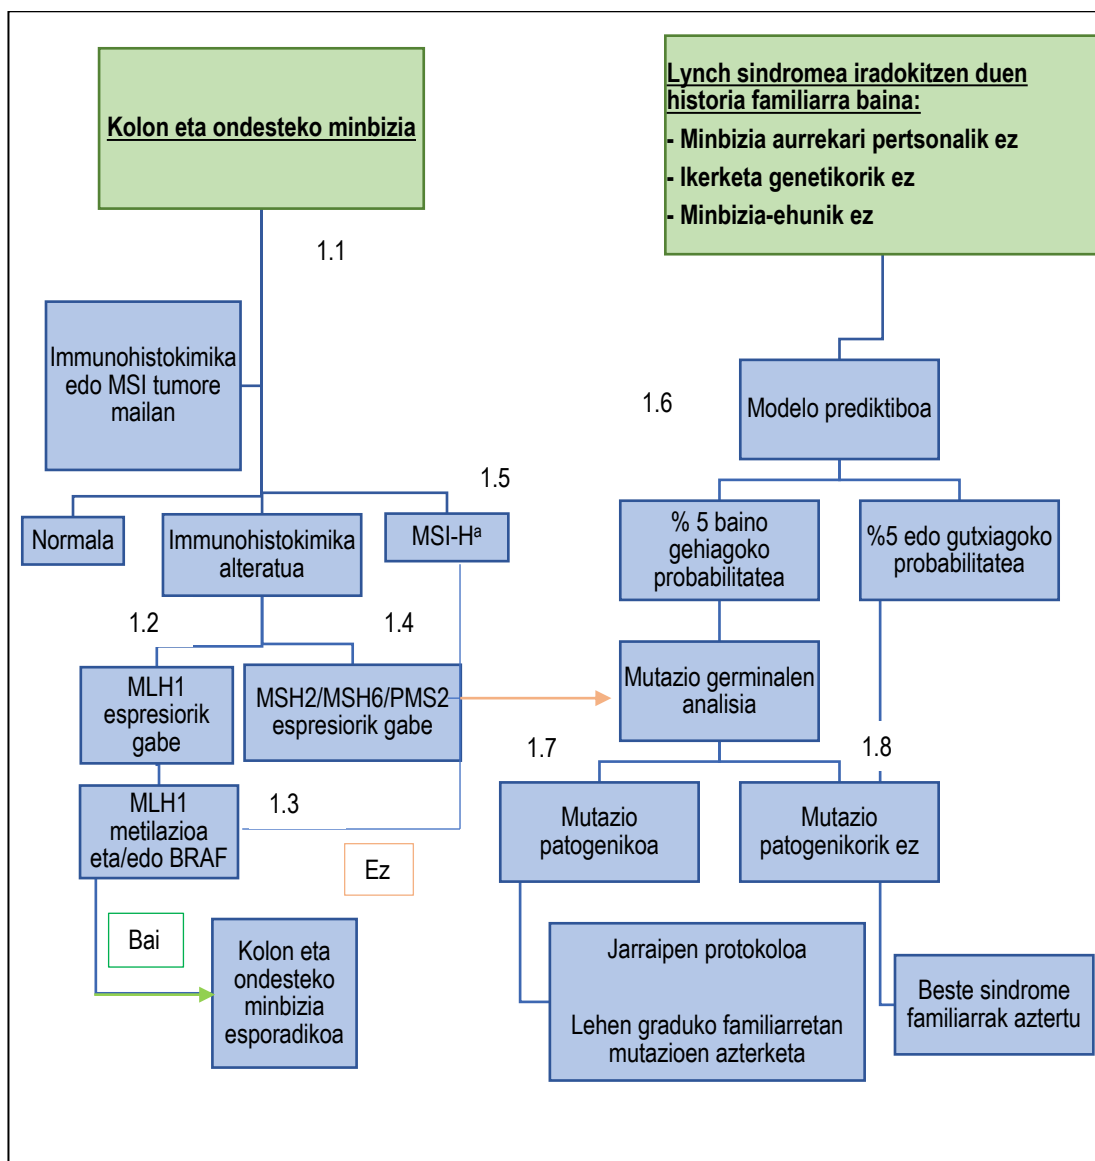 Kolon eta ondesteko minbizia
Lynch sindromea iradokitzen duen
historia familiarra baina:
- Minbizia aurrekari pertsonalik ez
- Ikerketa genetikorik ez
- Minbizia-ehunik ez
1.1
Immunohistokimika
edo MSI tumore
mailan
1.6
Modelo prediktiboa
1.5
Normala
Immunohistokimika
alteratua
MSI-Hª
% 5 baino
gehiagoko
probabilitatea
%5 edo gutxiagoko
probabilitatea
1.2
1.4
MLH1
espresiorik
gabe
MSH2/MSH6/PMS2
espresiorik gabe
Mutazio germinalen
analisia
1.7
1.8
MLH1
metilazioa
eta/edo BRAF
1.3
Ez
Mutazio
patogenikoa
Mutazio
patogenikorik ez
Bai
Kolon eta
ondesteko
minbizia
esporadikoa
Jarraipen protokoloa
Lehen graduko familiarretan
mutazioen azterketa
Beste sindrome
familiarrak aztertu